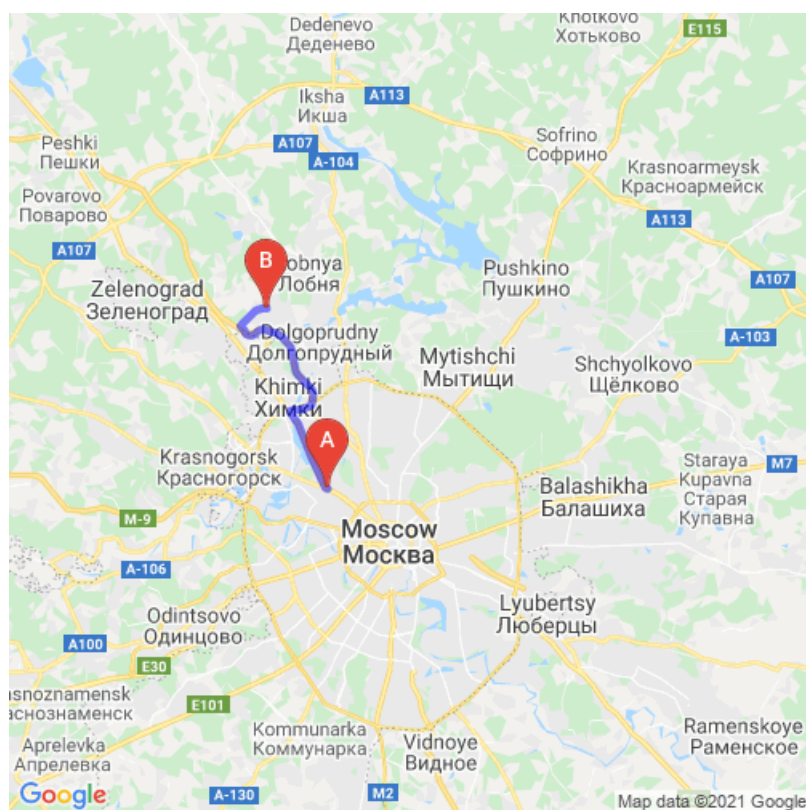 Dedenevo
Деденево
Khotkovo
Хотьково
E115
Iksha
Икша
A113
Peshki
Пешки
A107
A-104
Sofrino
Софрино
Krasnoarmeysk
Красноармейск
Povarovo
Поварово
A107
A113
B
obnya
Лобня
Zelenograd
Зеленоград
Pushkino
Пушкино
A107
Dolgoprudny
Долгопрудный
A-103
Mytishchi
Мытищи
Shchyolkovo
Щёлково
Khimki
Химки
A
Krasnogorsk
Красногорск
Staraya
Kupavna
Старая
Купавна
M7
Balashikha
Балашиха
M-9
Moscow
Москва
A-106
Lyubertsy
Люберцы
Odintsovo
Одинцово
A100
E30
asnoznamensk
аснознаменск
E101
Kommunarka
Коммунарка
Ramenskoye
Раменское
Vidnoye
Видное
Aprelevka
Апрелевка
A-130
M2
Google
Map data ©2021 Google